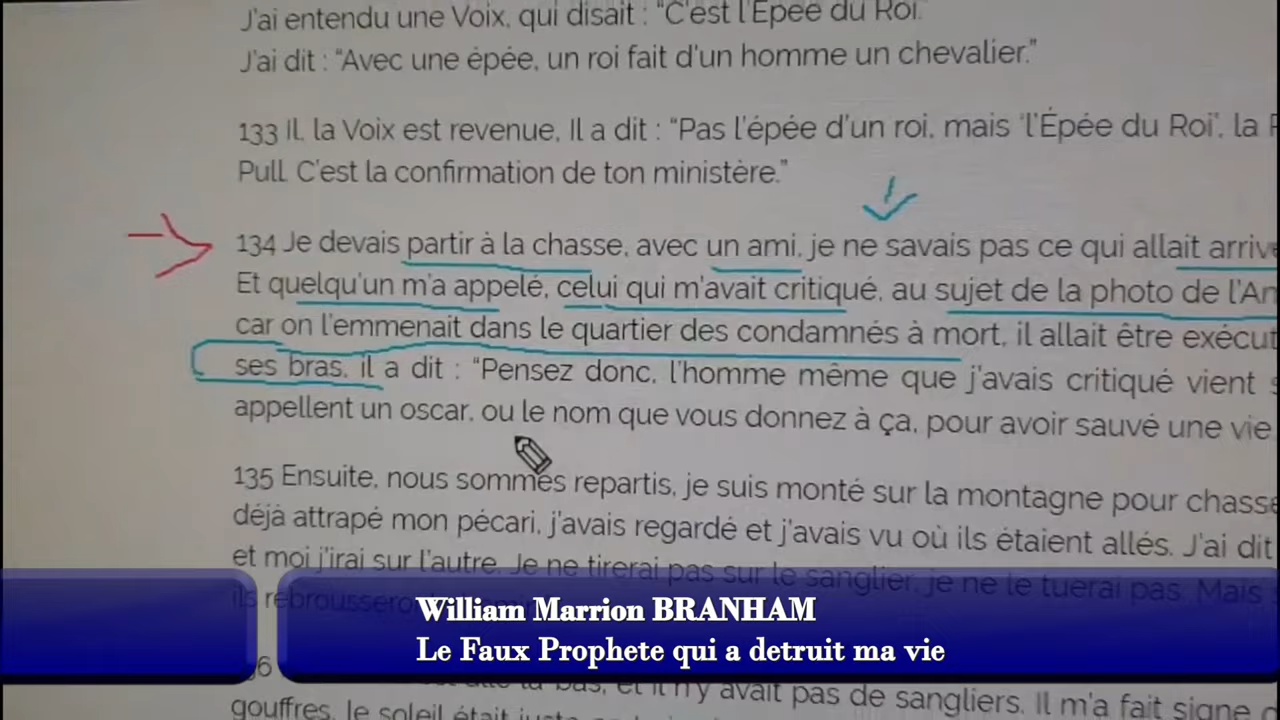 J'ai entendu une Voix, qui disait : "C'est l'Épée du Roi."
J'ai dit : "Avec une épée, un roi fait d'un homme un chevalier."
133 Il, la Voix est revenue, Il a dit : "Pas l'épée d'un roi, mais 'l'Épée du Roi', la
Pull. C'est la confirmation de ton ministère."
134 Je devais partir à la chasse, avec un ami, je ne savais pas ce qui allait arrive
Et quelqu'un m'a appelé, celui qui m'avait critiqué, au sujet de la photo de l'An
car on l'emmenait dans le quartier des condamnés à mort, il allait être exécut
ses bras, il a dit : "Pensez donc, l'homme même que j'avais critiqué vient
appellent un oscar, ou le nom que vous donnez à ça, pour avoir sauvé une vie
135 Ensuite, nous sommes repartis, je suis monté sur la montagne pour chasse
déjà attrapé mon pécari, j'avais regardé et j'avais vu où ils étaient allés. J'ai dit
et moi j'irai sur l'autre. Je ne tirerai pas sur le sanglier, je ne le tuerai pas. Mais
ils
William Marrion BRANHAM
Le Faux Prophete qui a detruit ma vie
là-bas, et il n'y avait pas de sangliers. Il m'a fait signe
gouffres, le soleil était